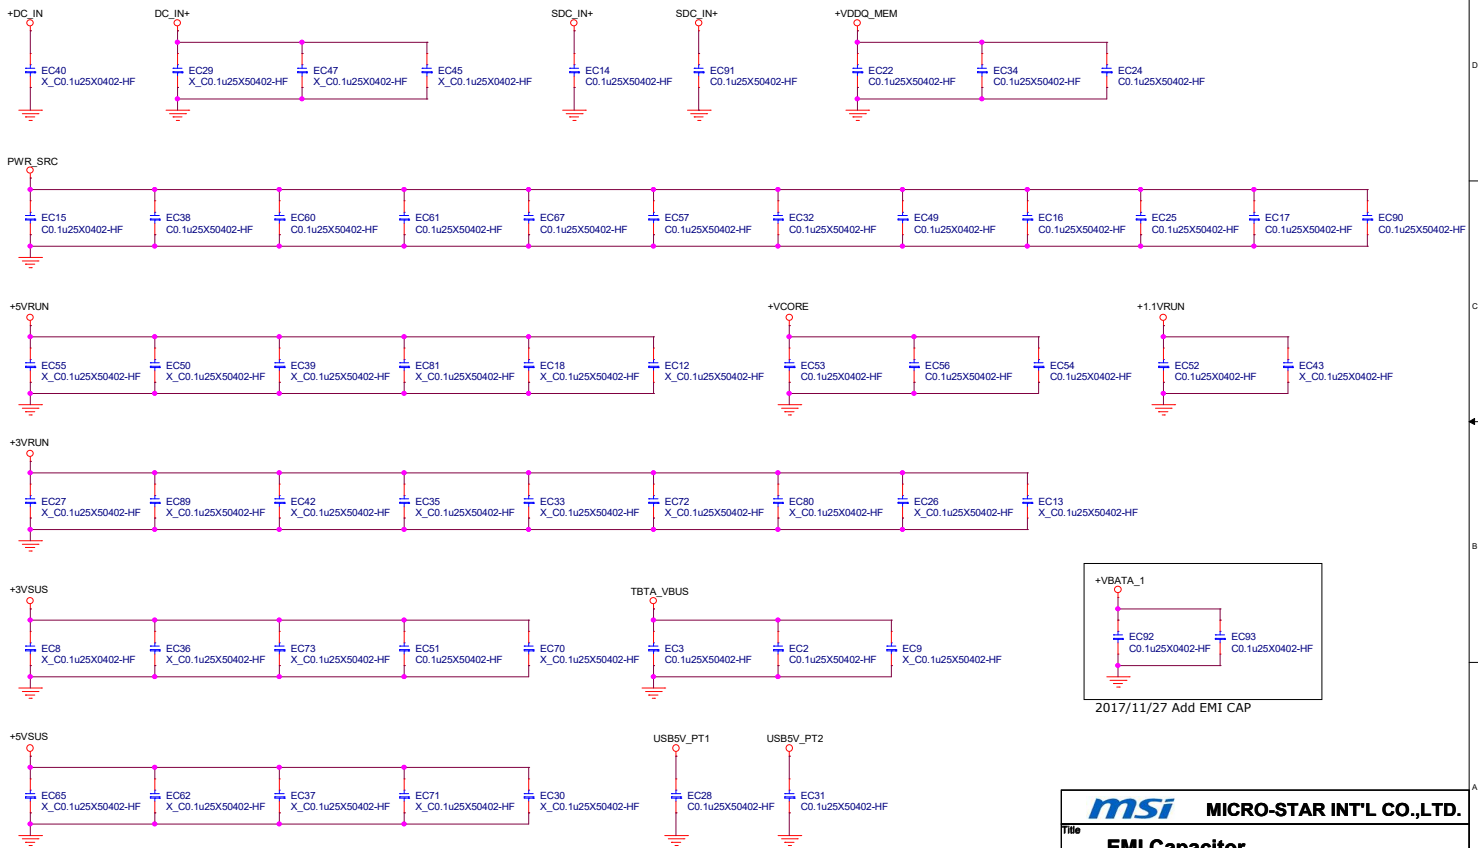 +DC_IN
DC_IN+
SDC_IN+
SDC_IN+
+VDDQ_MEM
EC40
X_C0.1u25X0402-HF
EC29
X_C0.1u25X50402-HF
EC47
X_C0.1u25X0402-HF
EC45
X_C0.1u25X50402-HF
EC14
C0.1u25X50402-HF
EC91
C0.1u25X50402-HF
EC22
C0.1u25X50402-HF
EC34
C0.1u25X0402-HF
EC24
C0.1u25X50402-HF
D
PWR_SRC
EC15
C0.1u25X0402-HF
EC38
C0.1u25X50402-HF
EC60
C0.1u25X50402-HF
EC61
C0.1u25X50402-HF
EC67
C0.1u25X0402-HF
EC57
C0.1u25X50402-HF
EC32
C0.1u25X50402-HF
EC49
C0.1u25X0402-HF
EC16
C0.1u25X50402-HF
EC25
C0.1u25X50402-HF
EC17
C0.1u25X0402-HF
EC90
C0.1u25X50402-HF
+5VRUN
+VCORE
+1.1VRUN
C
EC55
X_C0.1u25X50402-HF
EC50
X_C0.1u25X50402-HF
EC39
X_C0.1u25X50402-HF
EC81
X_C0.1u25X50402-HF
EC18
X_C0.1u25X0402-HF
EC12
X_C0.1u25X50402-HF
EC53
C0.1u25X0402-HF
EC56
C0.1u25X50402-HF
EC54
C0.1u25X0402-HF
EC52
C0.1u25X50402-HF
EC43
X_C0.1u25X0402-HF
+3VRUN
EC27
X_C0.1u25X50402-HF
EC89
X_C0.1u25X50402-HF
EC42
X_C0.1u25X50402-HF
EC35
X_C0.1u25X50402-HF
EC33
X_C0.1u25X50402-HF
EC72
X_C0.1u25X50402-HF
EC80
X_C0.1u25X0402-HF
EC26
X_C0.1u25X50402-HF
EC13
X_C0.1u25X50402-HF
B
+3VSUS
TBTA_VBUS
+VBATA_1
EC8
X_C0.1u25X0402-HF
EC36
X_C0.1u25X0402-HF
EC73
X_C0.1u25X50402-HF
EC51
C0.1u25X0402-HF
EC70
X_C0.1u25X50402-HF
EC3
C0.1u25X50402-HF
EC2
C0.1u25X50402-HF
EC9
X_C0.1u25X50402-HF
EC92
C0.1u25X0402-HF
EC93
C0.1u25X0402-HF
2017/11/27 Add EMI CAP
+5VSUS
USB5V_PT1
USB5V_PT2
EC65
X_C0.1u25X50402-HF
EC62
X_C0.1u25X50402-HF
EC37
X_C0.1u25X50402-HF
EC71
X_C0.1u25X50402-HF
EC30
X_C0.1u25X50402-HF
EC28
C0.1u25X50402-HF
EC31
C0.1u25X50402-HF
A
msi MICRO-STAR INT'L CO.,LTD.
Title
EMI Capacitor